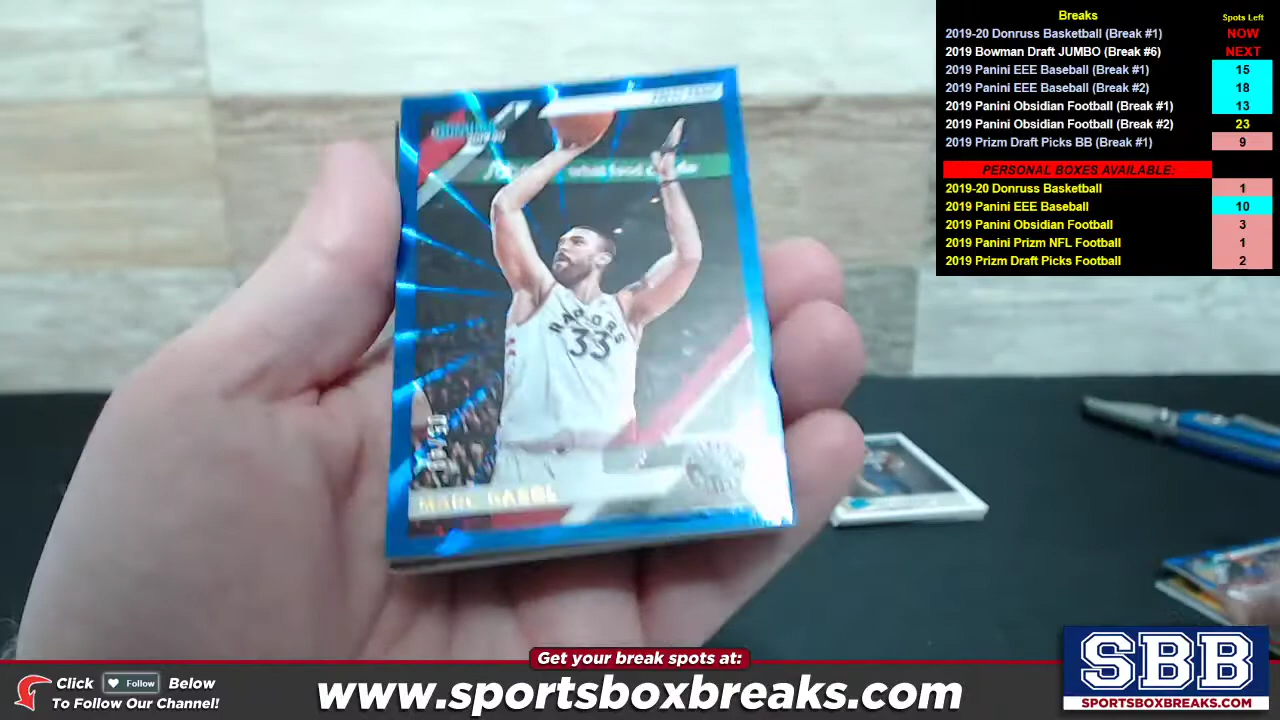 Breaks Spots Left
2019-20 Donruss Basketball (Break #1) NOW
2019 Bowman Draft JUMBO (Break #6) NEXT
2019 Panini EEE Baseball (Break #1) 15
2019 Panini EEE Baseball (Break #2) 18
2019 Panini Obsidian Football (Break #1) 13
2019 Panini Obsidian Football (Break #2) 23
2019 Prizm Draft Picks BB (Break #1) 9
PERSONAL BOXES AVAILABLE:
2019-20 Donruss Basketball 1
2019 Panini EEE Baseball 10
2019 Panini Obsidian Football 3
2019 Panini Prizm NFL Football 1
2019 Prizm Draft Picks Football 2
what food can do
RAPTORS
33
MARC GASOL
Get your break spots at:
Click Follow Below
To Follow Our Channel!
www.sportsboxbreaks.com
SBB
SPORTSBOXBREAKS.COM